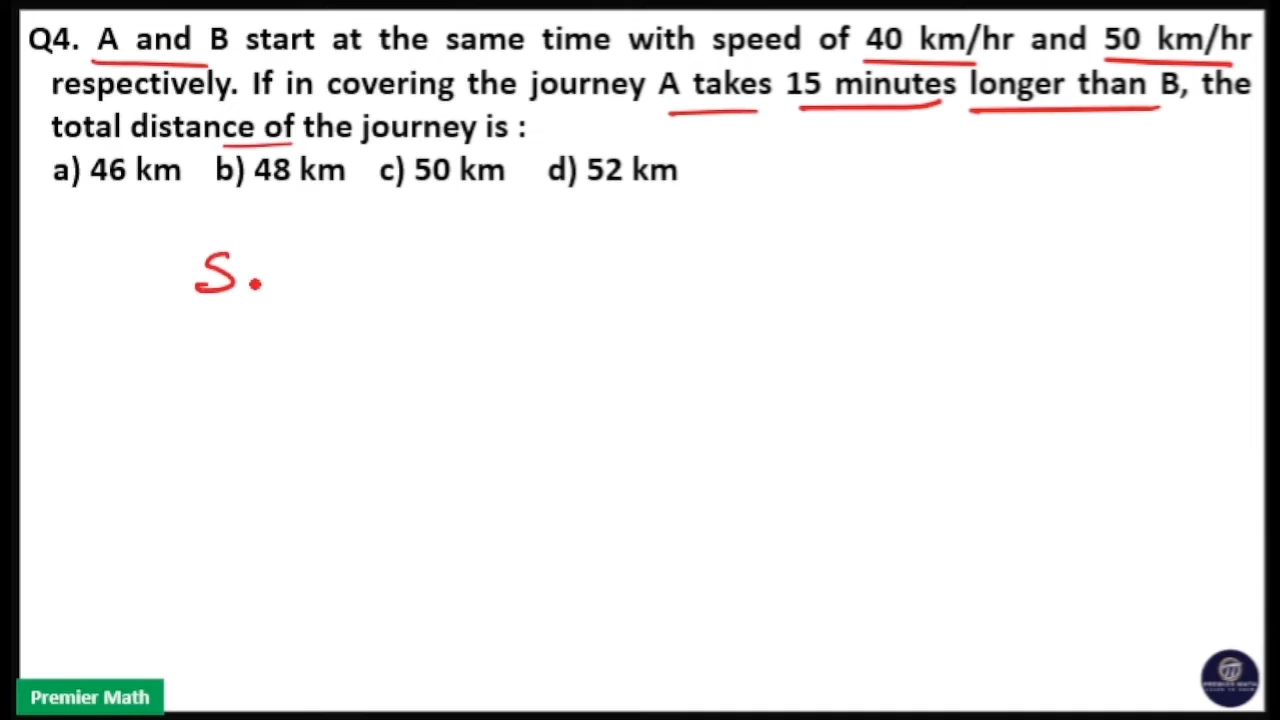 Q4. A and B start at the same time with speed of 40 km/hr and 50 km/hr
respectively. If in covering the journey A takes 15 minutes longer than B, the
total distance of the journey is :
a) 46 km b) 48 km c) 50 km d) 52 km
S.
Premier Math
PREMIER MATH